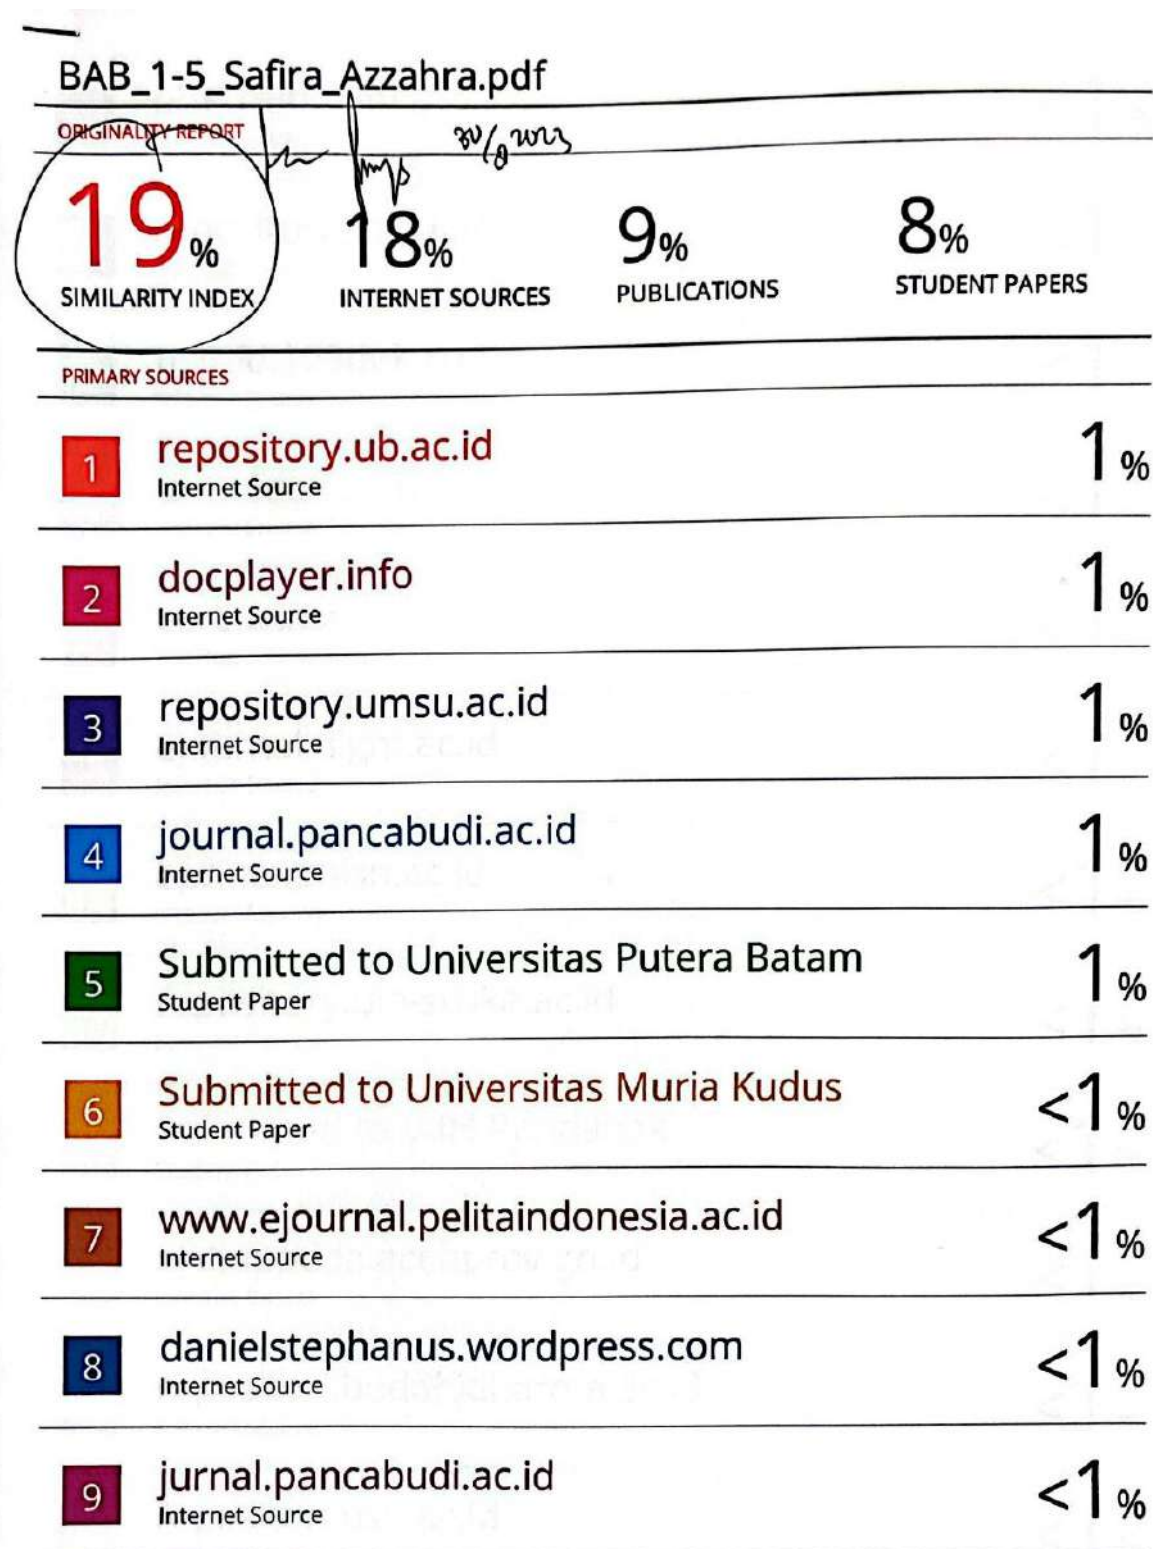 BAB_1-5_Safira_Azzahra.pdf
ORIGINALITY REPORT
19%
SIMILARITY INDEX
18%
INTERNET SOURCES
9%
PUBLICATIONS
8%
STUDENT PAPERS
PRIMARY SOURCES
1 repository.ub.ac.id 1%
Internet Source
2 docplayer.info 1%
Internet Source
3 repository.umsu.ac.id 1%
Internet Source
4 journal.pancabudi.ac.id 1%
Internet Source
5 Submitted to Universitas Putera Batam 1%
Student Paper
6 Submitted to Universitas Muria Kudus <1%
Student Paper
7 www.ejournal.pelitaindonesia.ac.id <1%
Internet Source
8 danielstephanus.wordpress.com <1%
Internet Source
9 jurnal.pancabudi.ac.id <1%
Internet Source